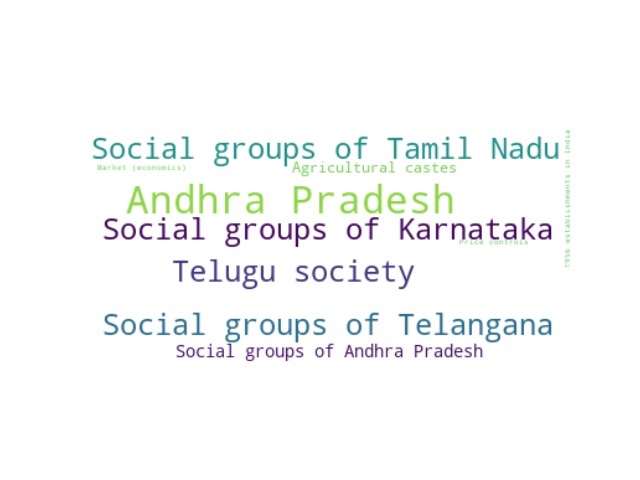 Social groups of Tamil Nadu
Market (economics)
Agricultural castes
Andhra Pradesh
Social groups of Karnataka
Price controls
Telugu society
Social groups of Telangana
Social groups of Andhra Pradesh
1956 establishments in India